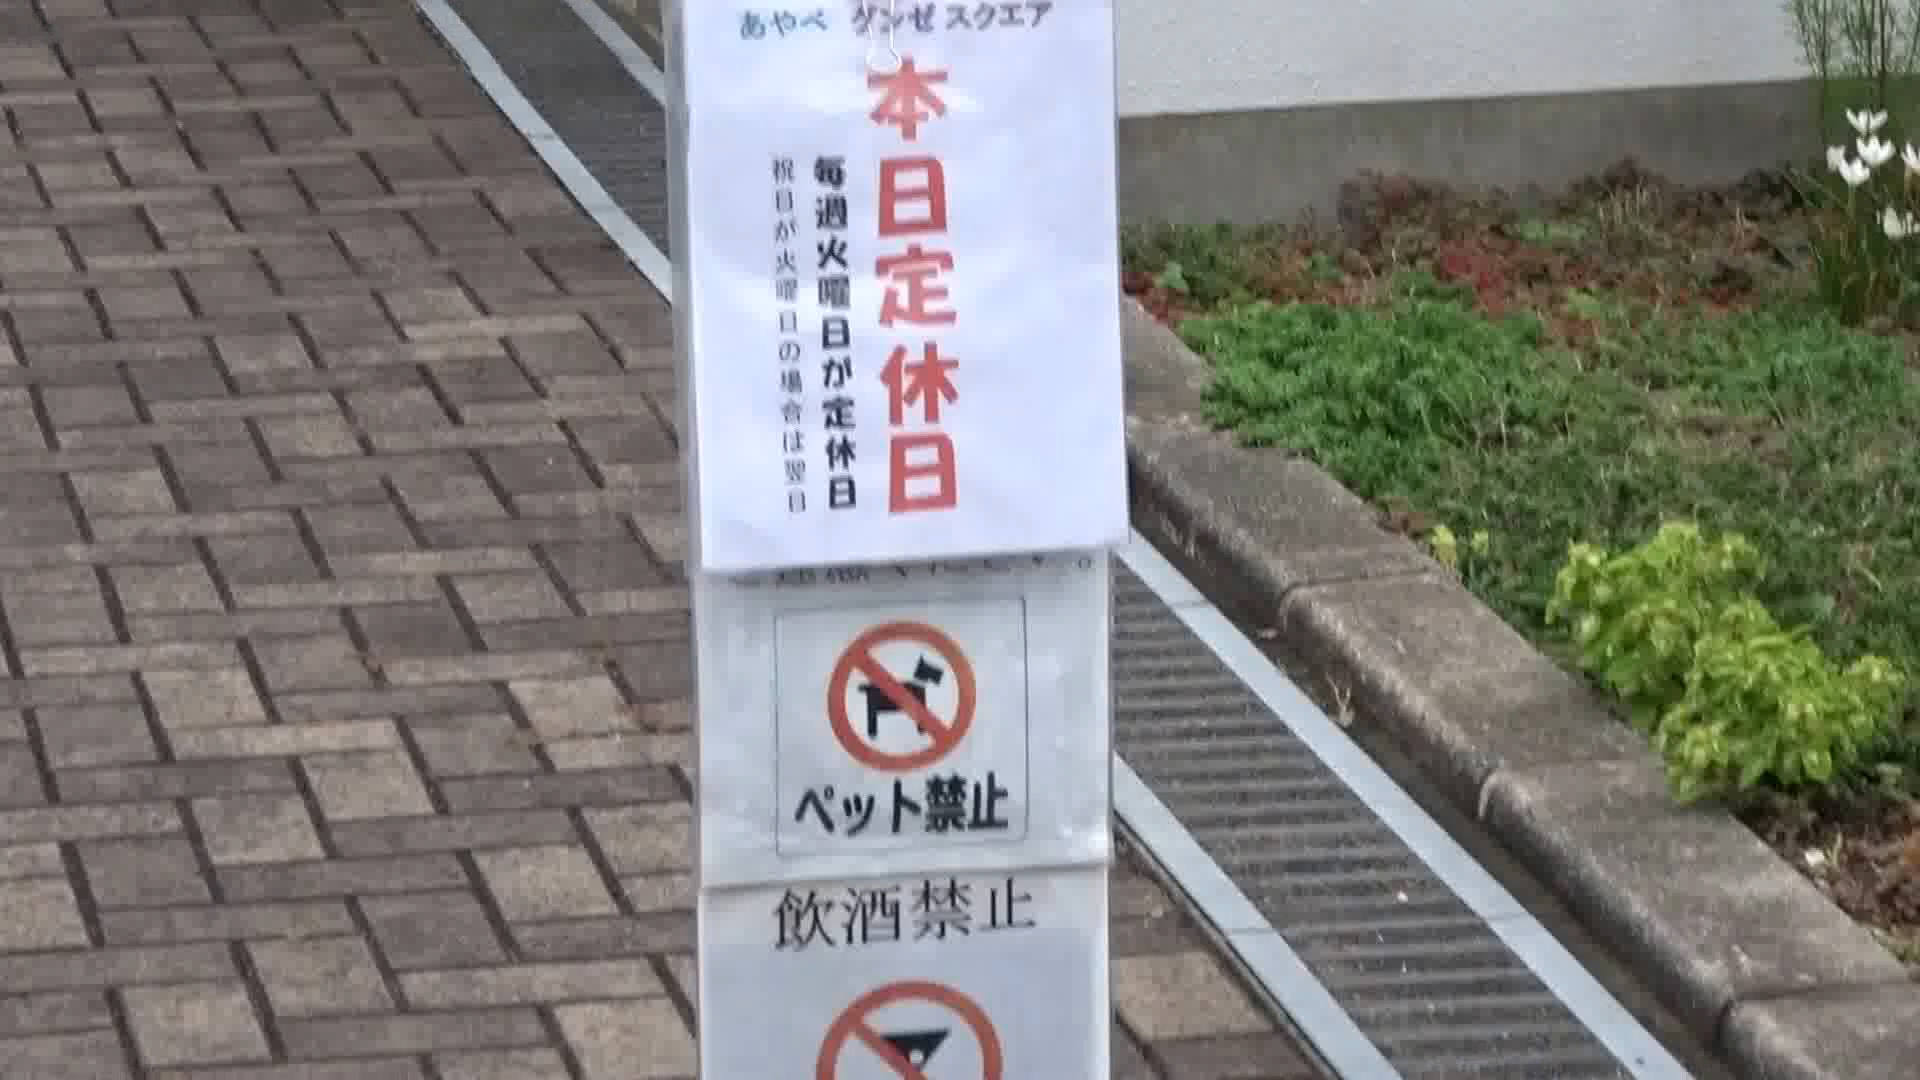 あやべ グンゼ スクエア
本日定休日
毎週火曜日が定休日
祝日が火曜日の場合は翌日
ペット禁止
飲酒禁止